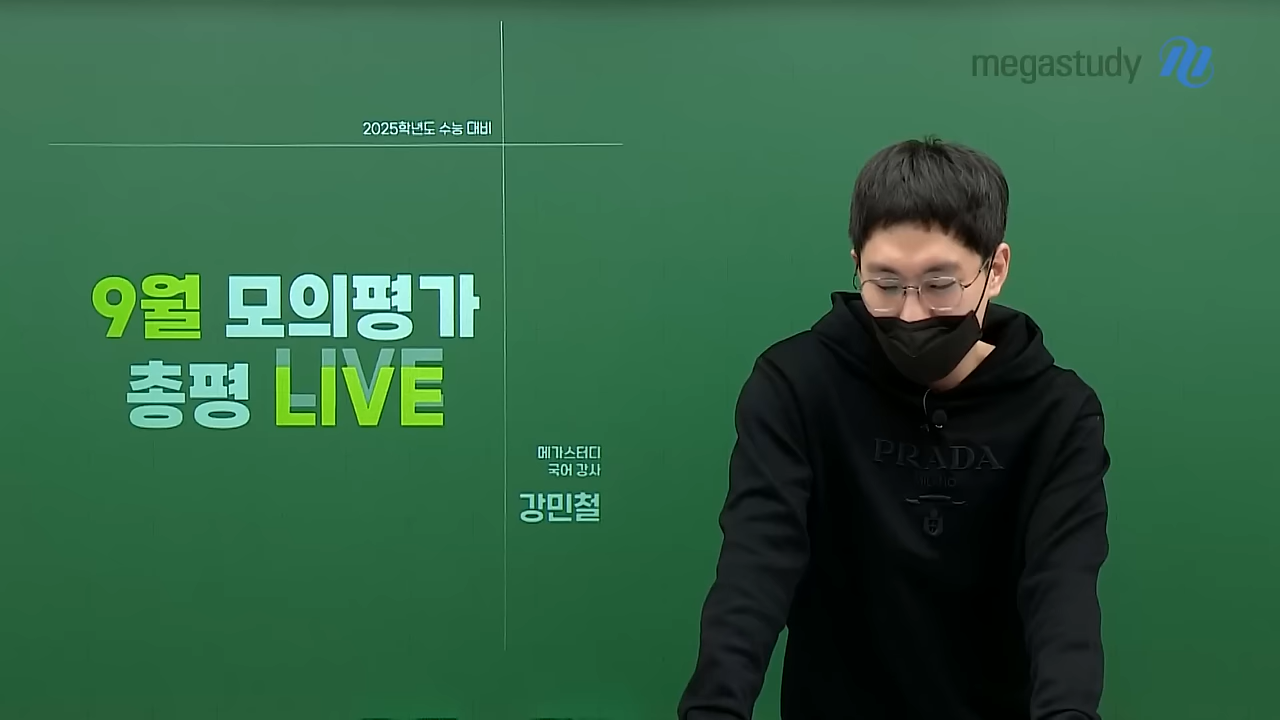 megastudy
2025학년도 수능 대비
9월 모의평가
총평 LIVE
메가스터디
국어 강사
강민철
PRADA